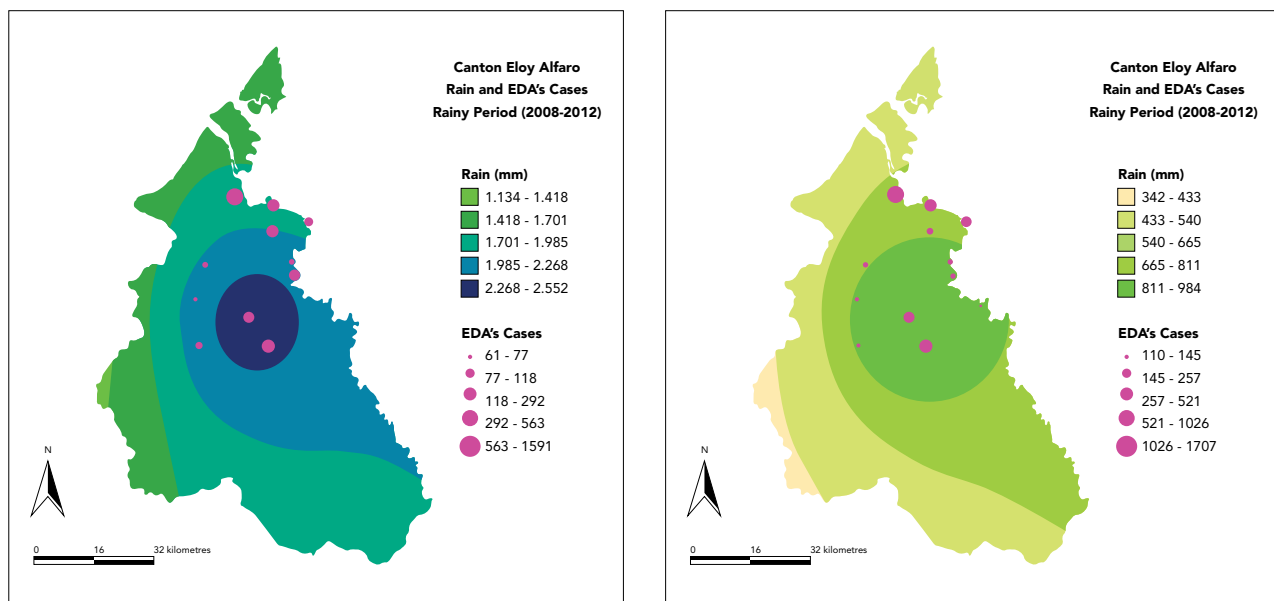 Canton Eloy Alfaro
Rain and EDA's Cases
Rainy Period (2008-2012)
Rain (mm)
1.134 - 1.418
1.418 - 1.701
1.701 - 1.985
1.985 - 2.268
2.268 - 2.552
EDA's Cases
61 - 77
77 - 118
118 - 292
292 - 563
563 - 1591
N
0 16 32 kilometres
Canton Eloy Alfaro
Rain and EDA's Cases
Rainy Period (2008-2012)
Rain (mm)
342 - 433
433 - 540
540 - 665
665 - 811
811 - 984
EDA's Cases
110 - 145
145 - 257
257 - 521
521 - 1026
1026 - 1707
N
0 16 32 kilometres